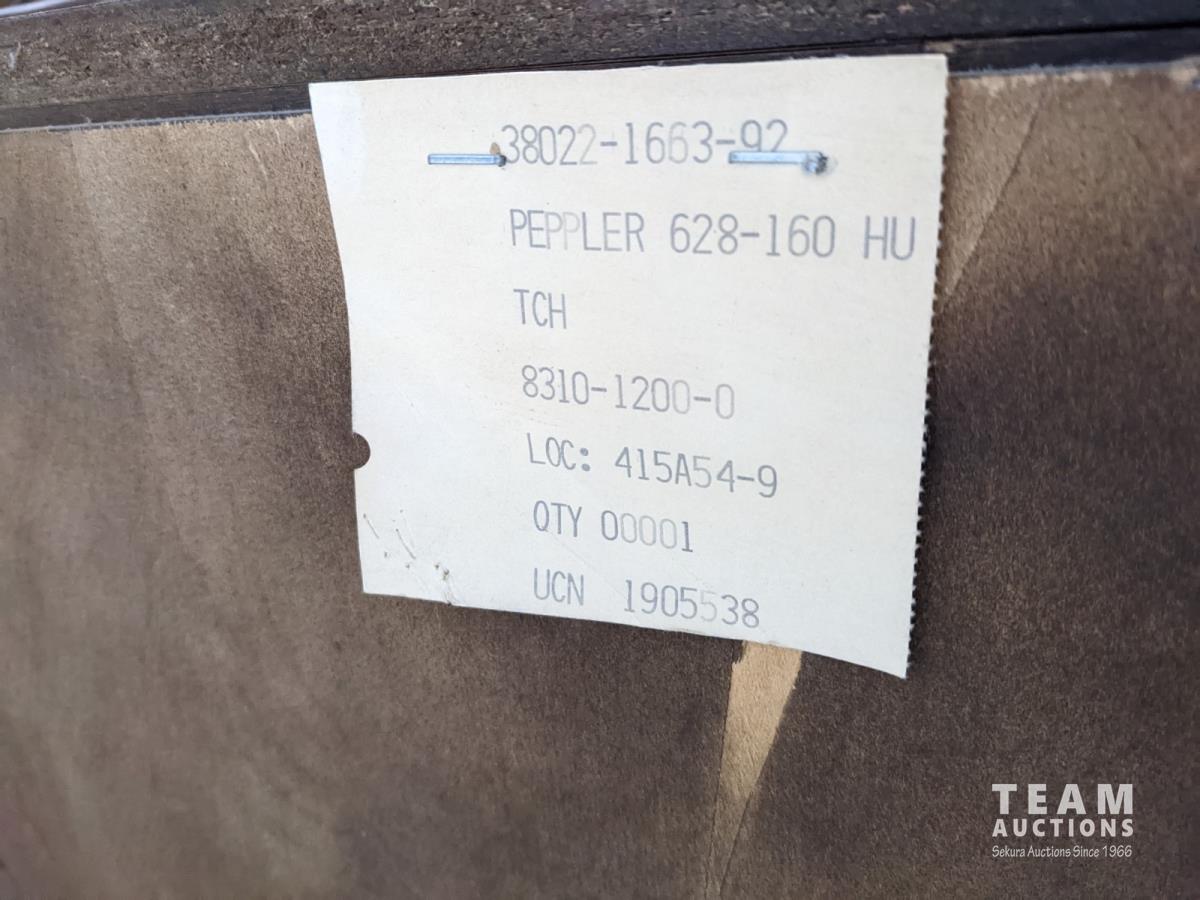 38022-1663-92
PEPPLER 628-160 HU
TCH
8310-1200-0
LOC: 415A54-9
QTY 00001
UCN 1905538
TEAM
AUCTIONS
Sekura Auctions Since 1966